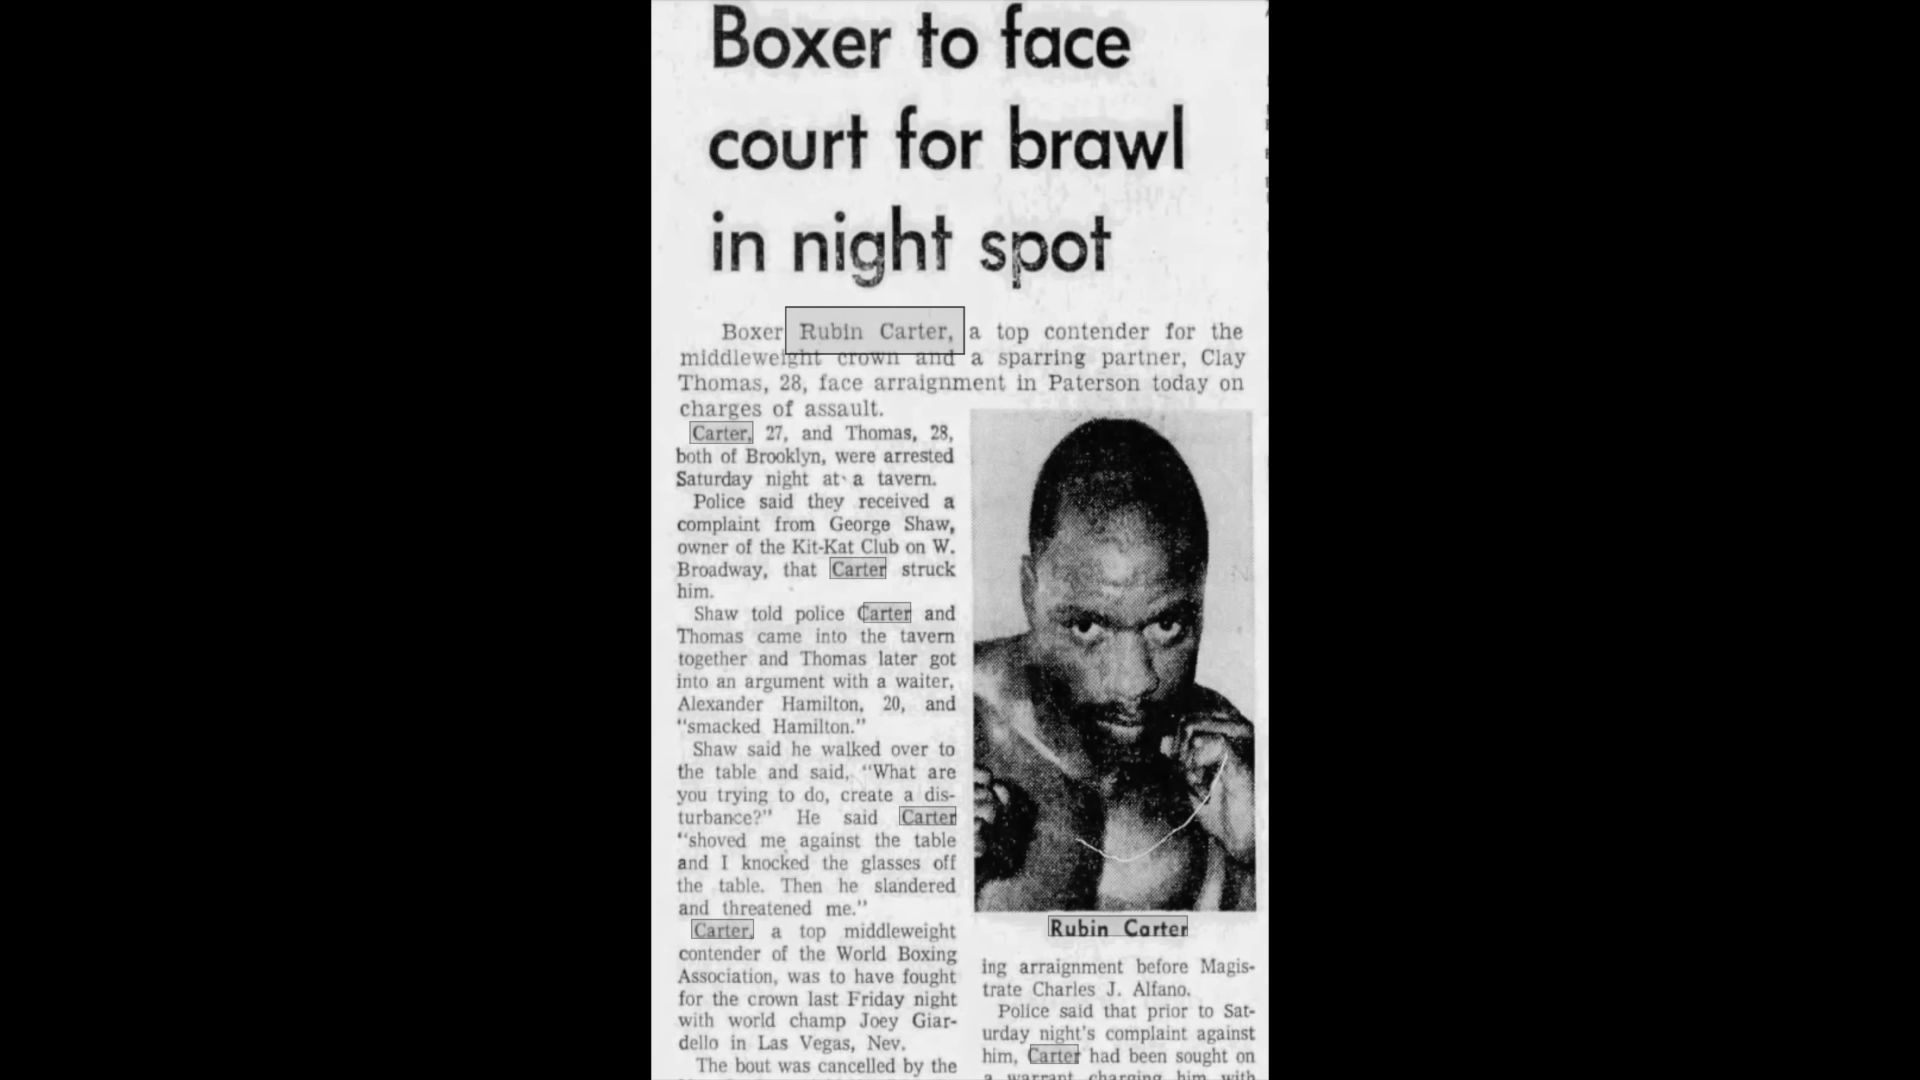 Boxer to face
court for brawl
in night spot
Boxer Rubin Carter, a top contender for the
middleweight crown and a sparring partner, Clay
Thomas, 28, face arraignment in Paterson today on
charges of assault.
Carter, 27, and Thomas, 28,
both of Brooklyn, were arrested
Saturday night at a tavern.
Police said they received a
complaint from George Shaw,
owner of the Kit-Kat Club on W.
Broadway, that Carter struck
him.
Shaw told police Carter and
Thomas came into the tavern
together and Thomas later got
into an argument with a waiter,
Alexander Hamilton, 20, and
"smacked Hamilton."
Shaw said he walked over to
the table and said, "What are
you trying to do, create a dis-
turbance?" He said Carter
"shoved me against the table
and I knocked the glasses off
the table. Then he slandered
and threatened me."
Carter, a top middleweight
contender of the World Boxing
Association, was to have fought
for the crown last Friday night
with world champ Joey Giar-
dello in Las Vegas, Nev.
The bout was cancelled by the
Rubin Carter
ing arraignment before Magis-
trate Charles J. Alfano.
Police said that prior to Sat-
urday night's complaint against
him, Carter had been sought on
a warrant charging him with